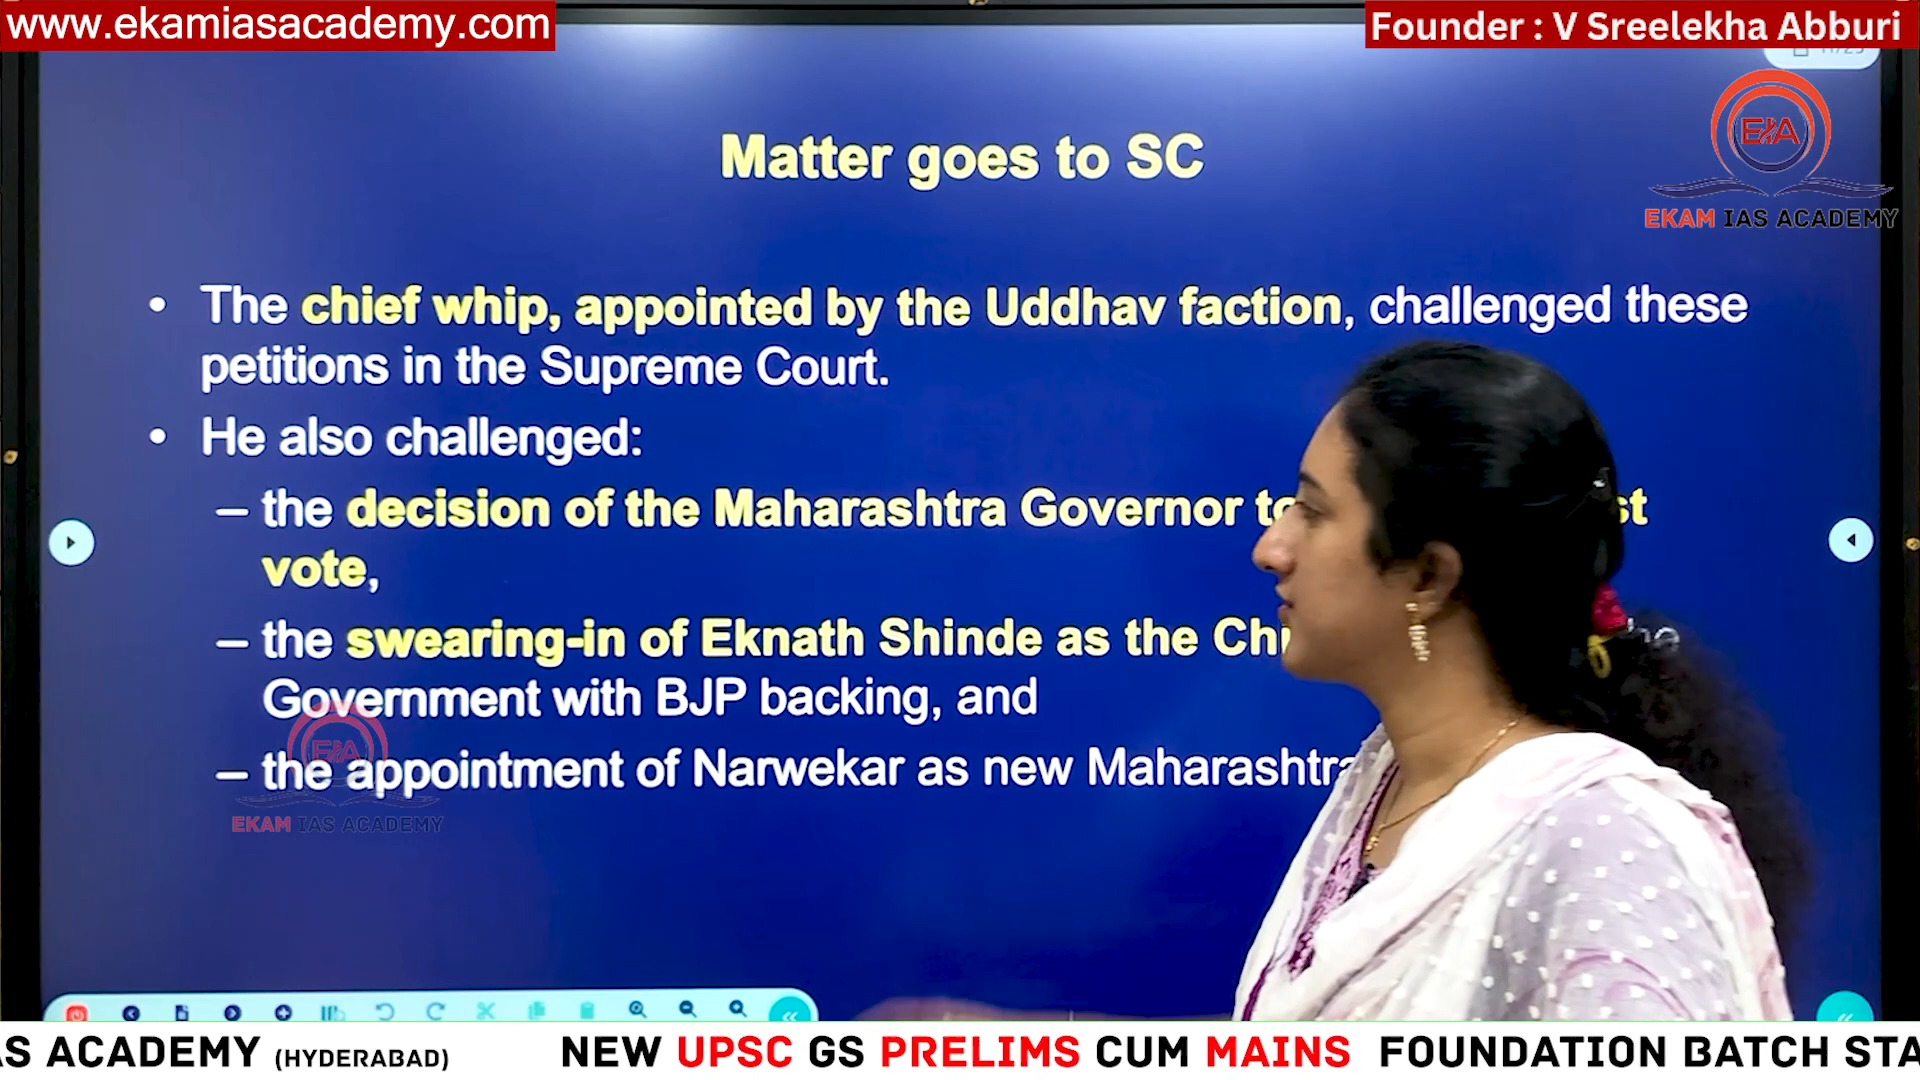 www.ekamiasacademy.com
Founder : V Sreelekha Abburi
EKAM IAS ACADEMY
Matter goes to SC
• The chief whip, appointed by the Uddhav faction, challenged these
petitions in the Supreme Court.
• He also challenged:
– the decision of the Maharashtra Governor
vote,
– the swearing-in of Eknath Shinde as the
Government with BJP backing, and
– the appointment of Narwekar as new
EKAM IAS ACADEMY
AS ACADEMY (HYDERABAD) NEW UPSC GS PRELIMS CUM MAINS FOUNDATION BATCH STA